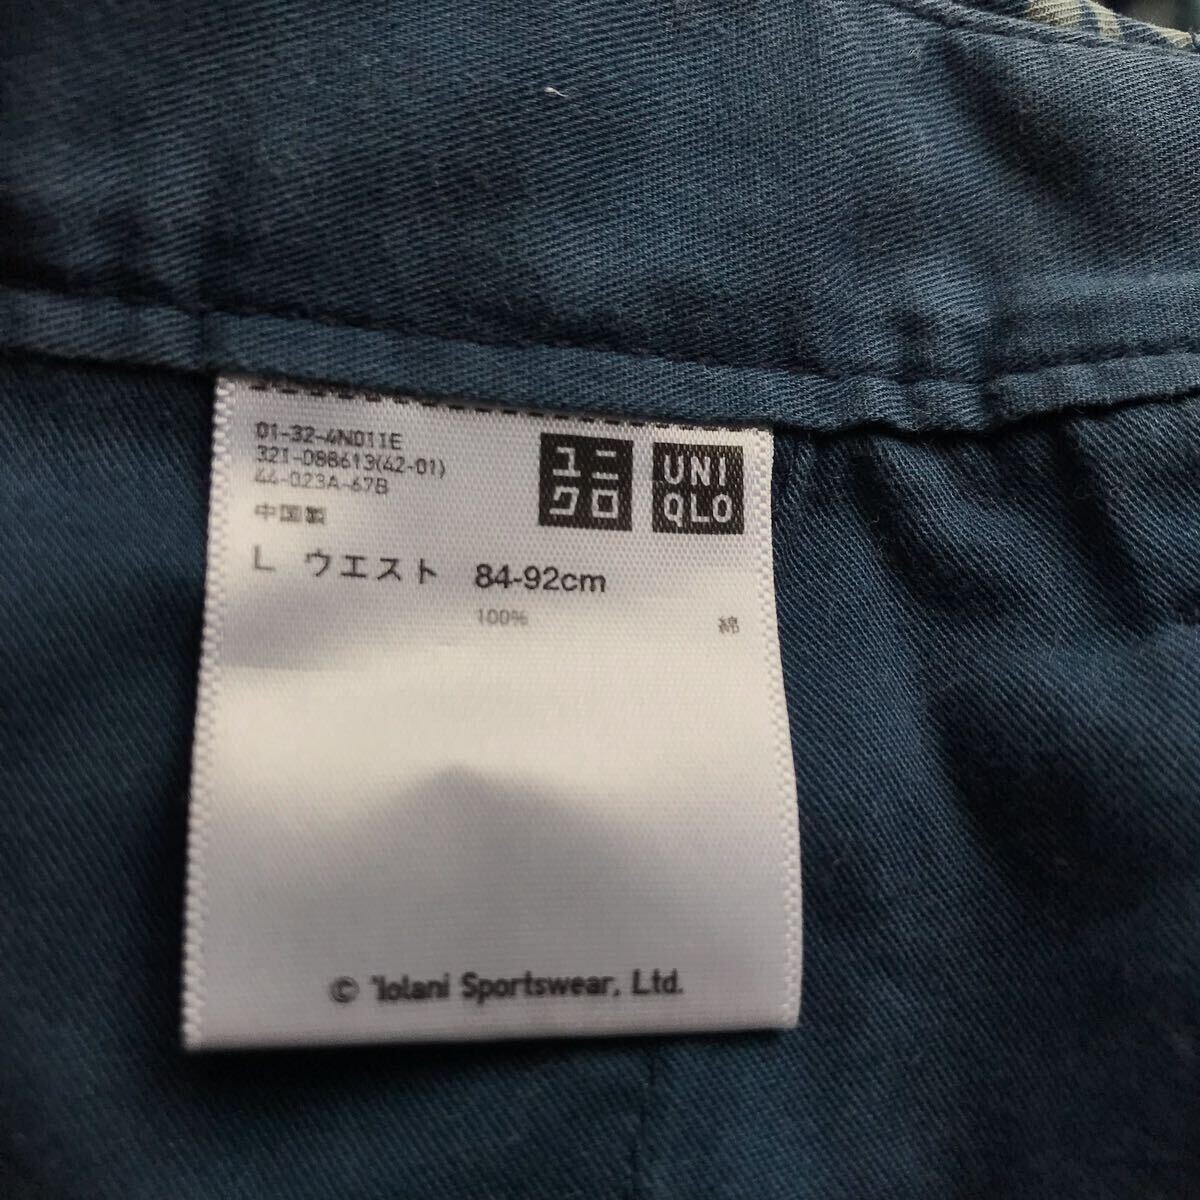 01-32-4N011E
321-088613(42-01)
44-023A-67B
中国製
ユニ
クロ
UNI
QLO
L ウエスト 84-92cm
100% 綿
© 'Iolani Sportswear, Ltd.